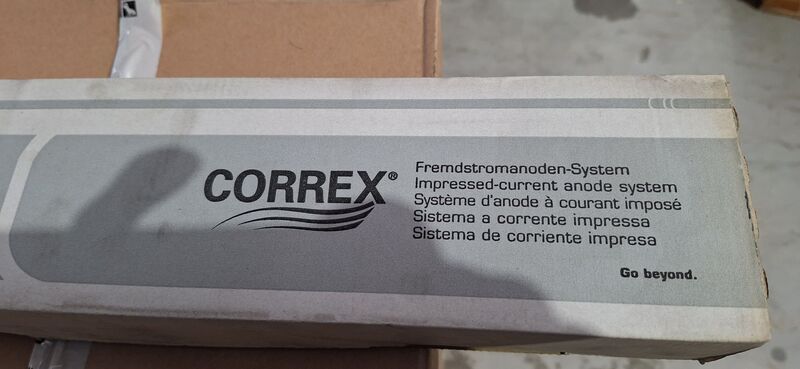 CORREX®
Fremdstromanoden-System
Impressed-current anode system
Système d'anode à courant imposé
Sistema a corrente impressa
Sistema de corriente impresa
Go beyond.